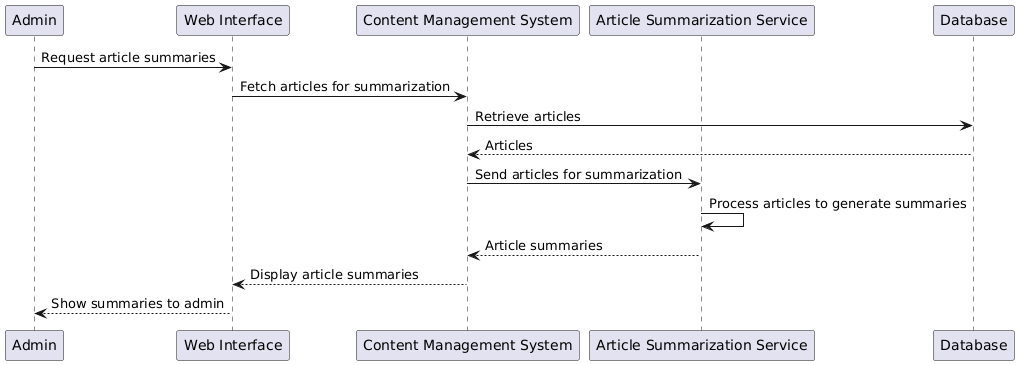 Admin
Web Interface
Content Management System
Article Summarization Service
Database
Request article summaries
Fetch articles for summarization
Retrieve articles
Articles
Send articles for summarization
Process articles to generate summaries
Article summaries
Display article summaries
Show summaries to admin
Admin
Web Interface
Content Management System
Article Summarization Service
Database